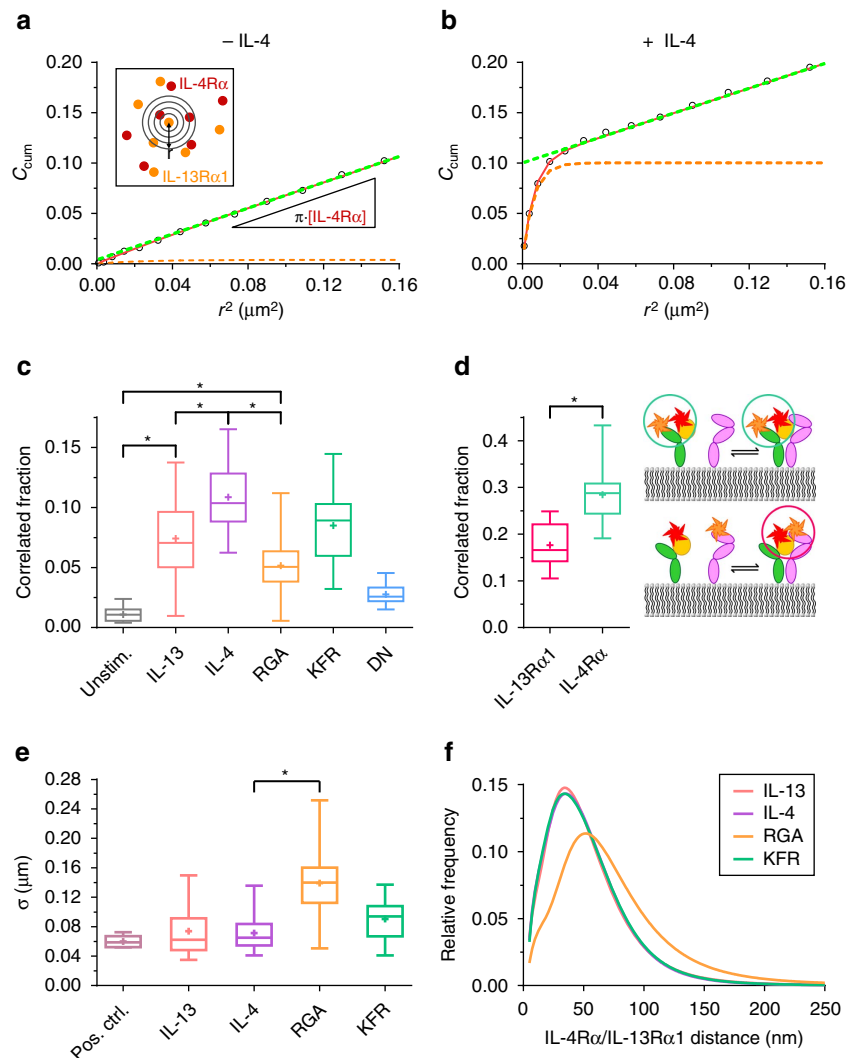 a
− IL-4
b
+ IL-4
C_cum
0.20
0.15
0.10
0.05
0.00
IL-4Rα
IL-13Rα1
π·[IL-4Rα]
0.00 0.04 0.08 0.12 0.16
r² (µm²)
C_cum
0.20
0.15
0.10
0.05
0.00
0.00 0.04 0.08 0.12 0.16
r² (µm²)
c
Correlated fraction
0.15
0.10
0.05
0.00
* * * *
Unstim. IL-13 IL-4 RGA KFR DN
d
Correlated fraction
0.4
0.3
0.2
0.1
0.0
*
IL-13Rα1 IL-4Rα
e
σ (µm)
0.28
0.24
0.20
0.16
0.12
0.08
0.04
0.00
*
Pos. ctrl. IL-13 IL-4 RGA KFR
f
Relative frequency
0.15
0.10
0.05
0.00
IL-13
IL-4
RGA
KFR
0 50 100 150 200 250
IL-4Rα/IL-13Rα1 distance (nm)